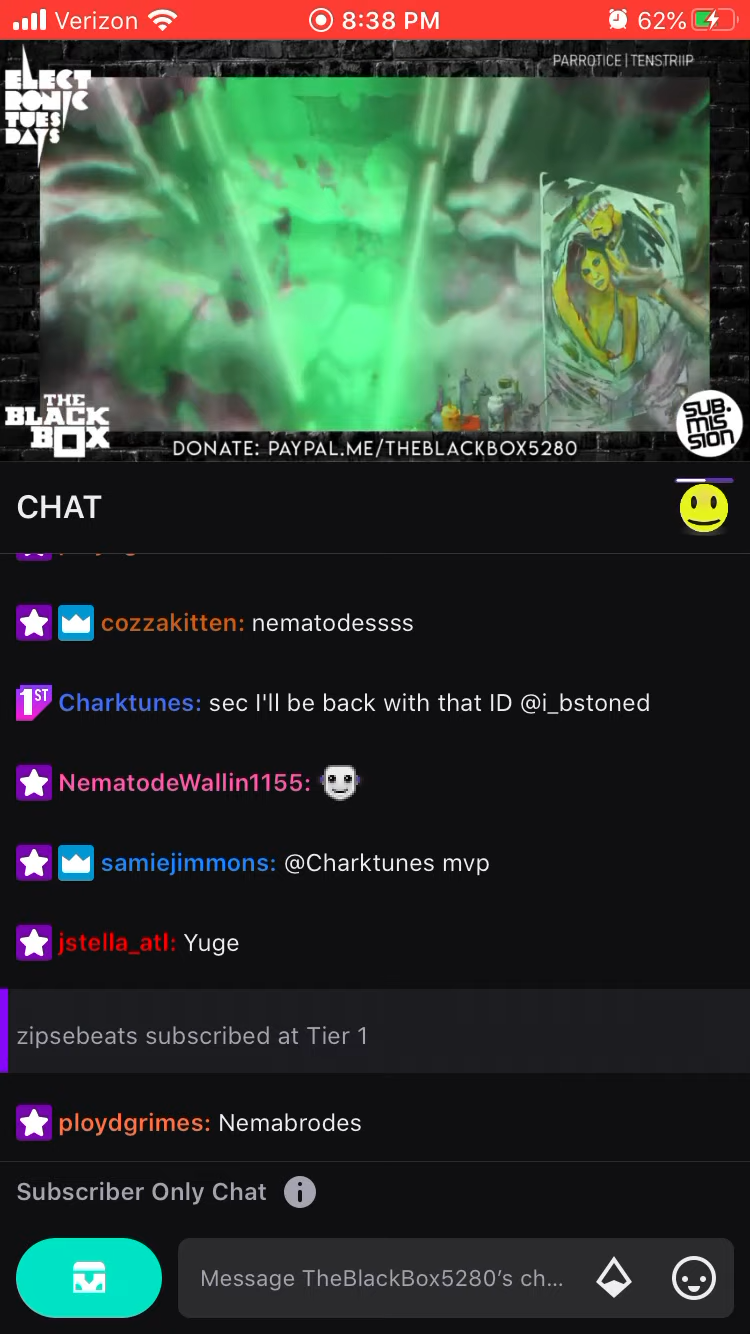 Verizon 8:38 PM 62%
PARROTICE | TENSTRIIP
ELECT
RONIC
TUES
DAYS
THE
BLACK
BOX
SUB.
MIS
SION
DONATE: PAYPAL.ME/THEBLACKBOX5280
CHAT
cozzakitten: nematodessss
1ST Charktunes: sec I'll be back with that ID @i_bstoned
NematodeWallin1155:
samiejimmons: @Charktunes mvp
jstella_atl: Yuge
zipsebeats subscribed at Tier 1
ploydgrimes: Nemabrodes
Subscriber Only Chat
Message TheBlackBox5280's ch...